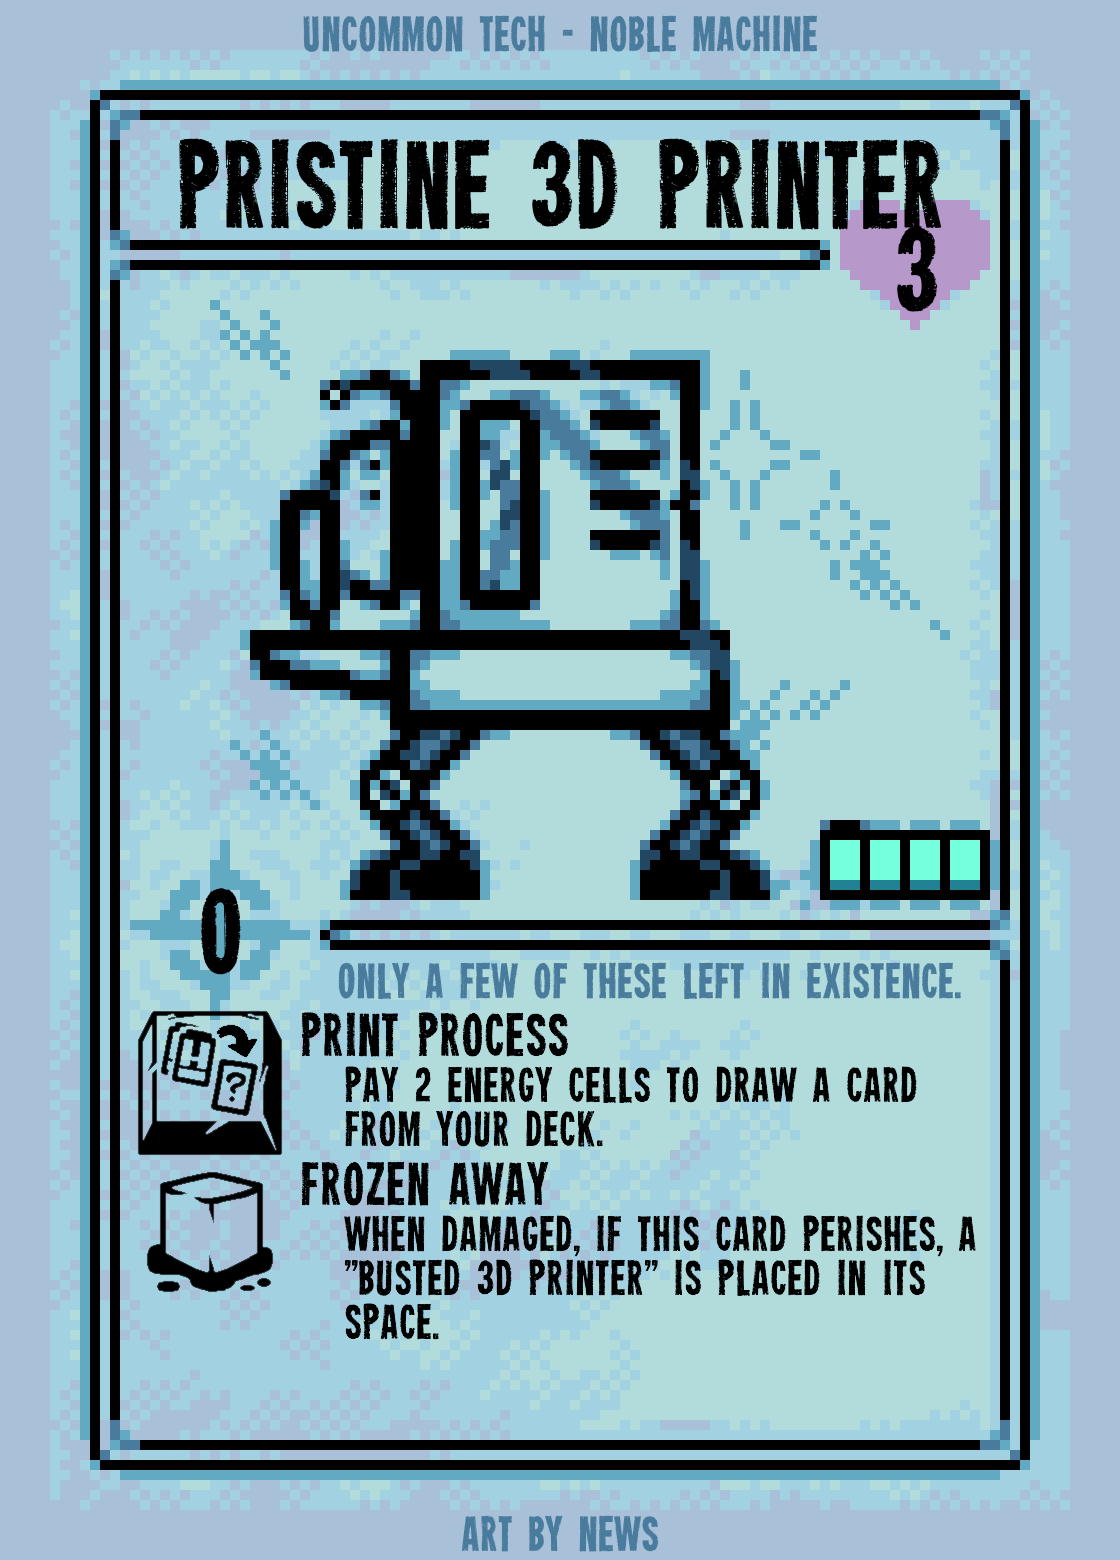 UNCOMMON TECH - NOBLE MACHINE
PRISTINE 3D PRINTER
3
0
ONLY A FEW OF THESE LEFT IN EXISTENCE.
PRINT PROCESS
PAY 2 ENERGY CELLS TO DRAW A CARD
FROM YOUR DECK.
?
FROZEN AWAY
WHEN DAMAGED, IF THIS CARD PERISHES, A
"BUSTED 3D PRINTER" IS PLACED IN ITS
SPACE.
ART BY NEWS